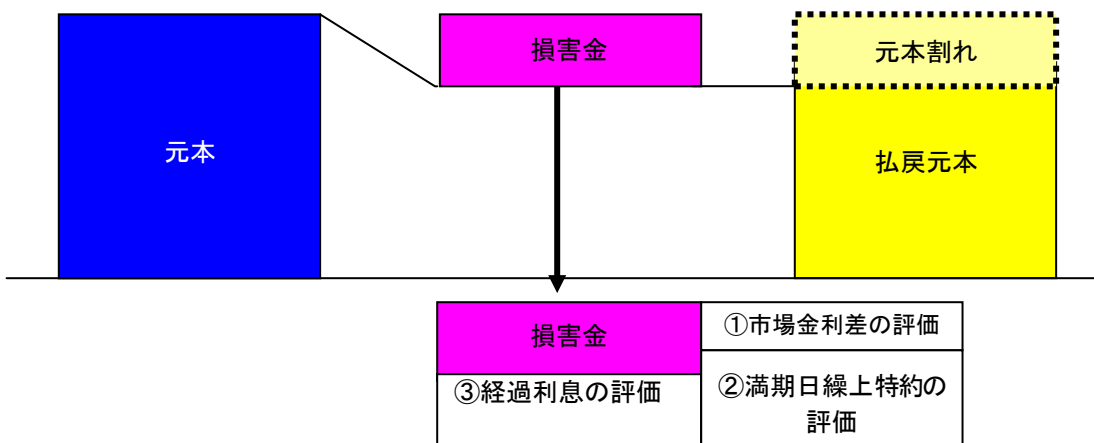 損害金
元本割れ
元本
払戻元本
損害金
①市場金利差の評価
③経過利息の評価
②満期日繰上特約の
評価